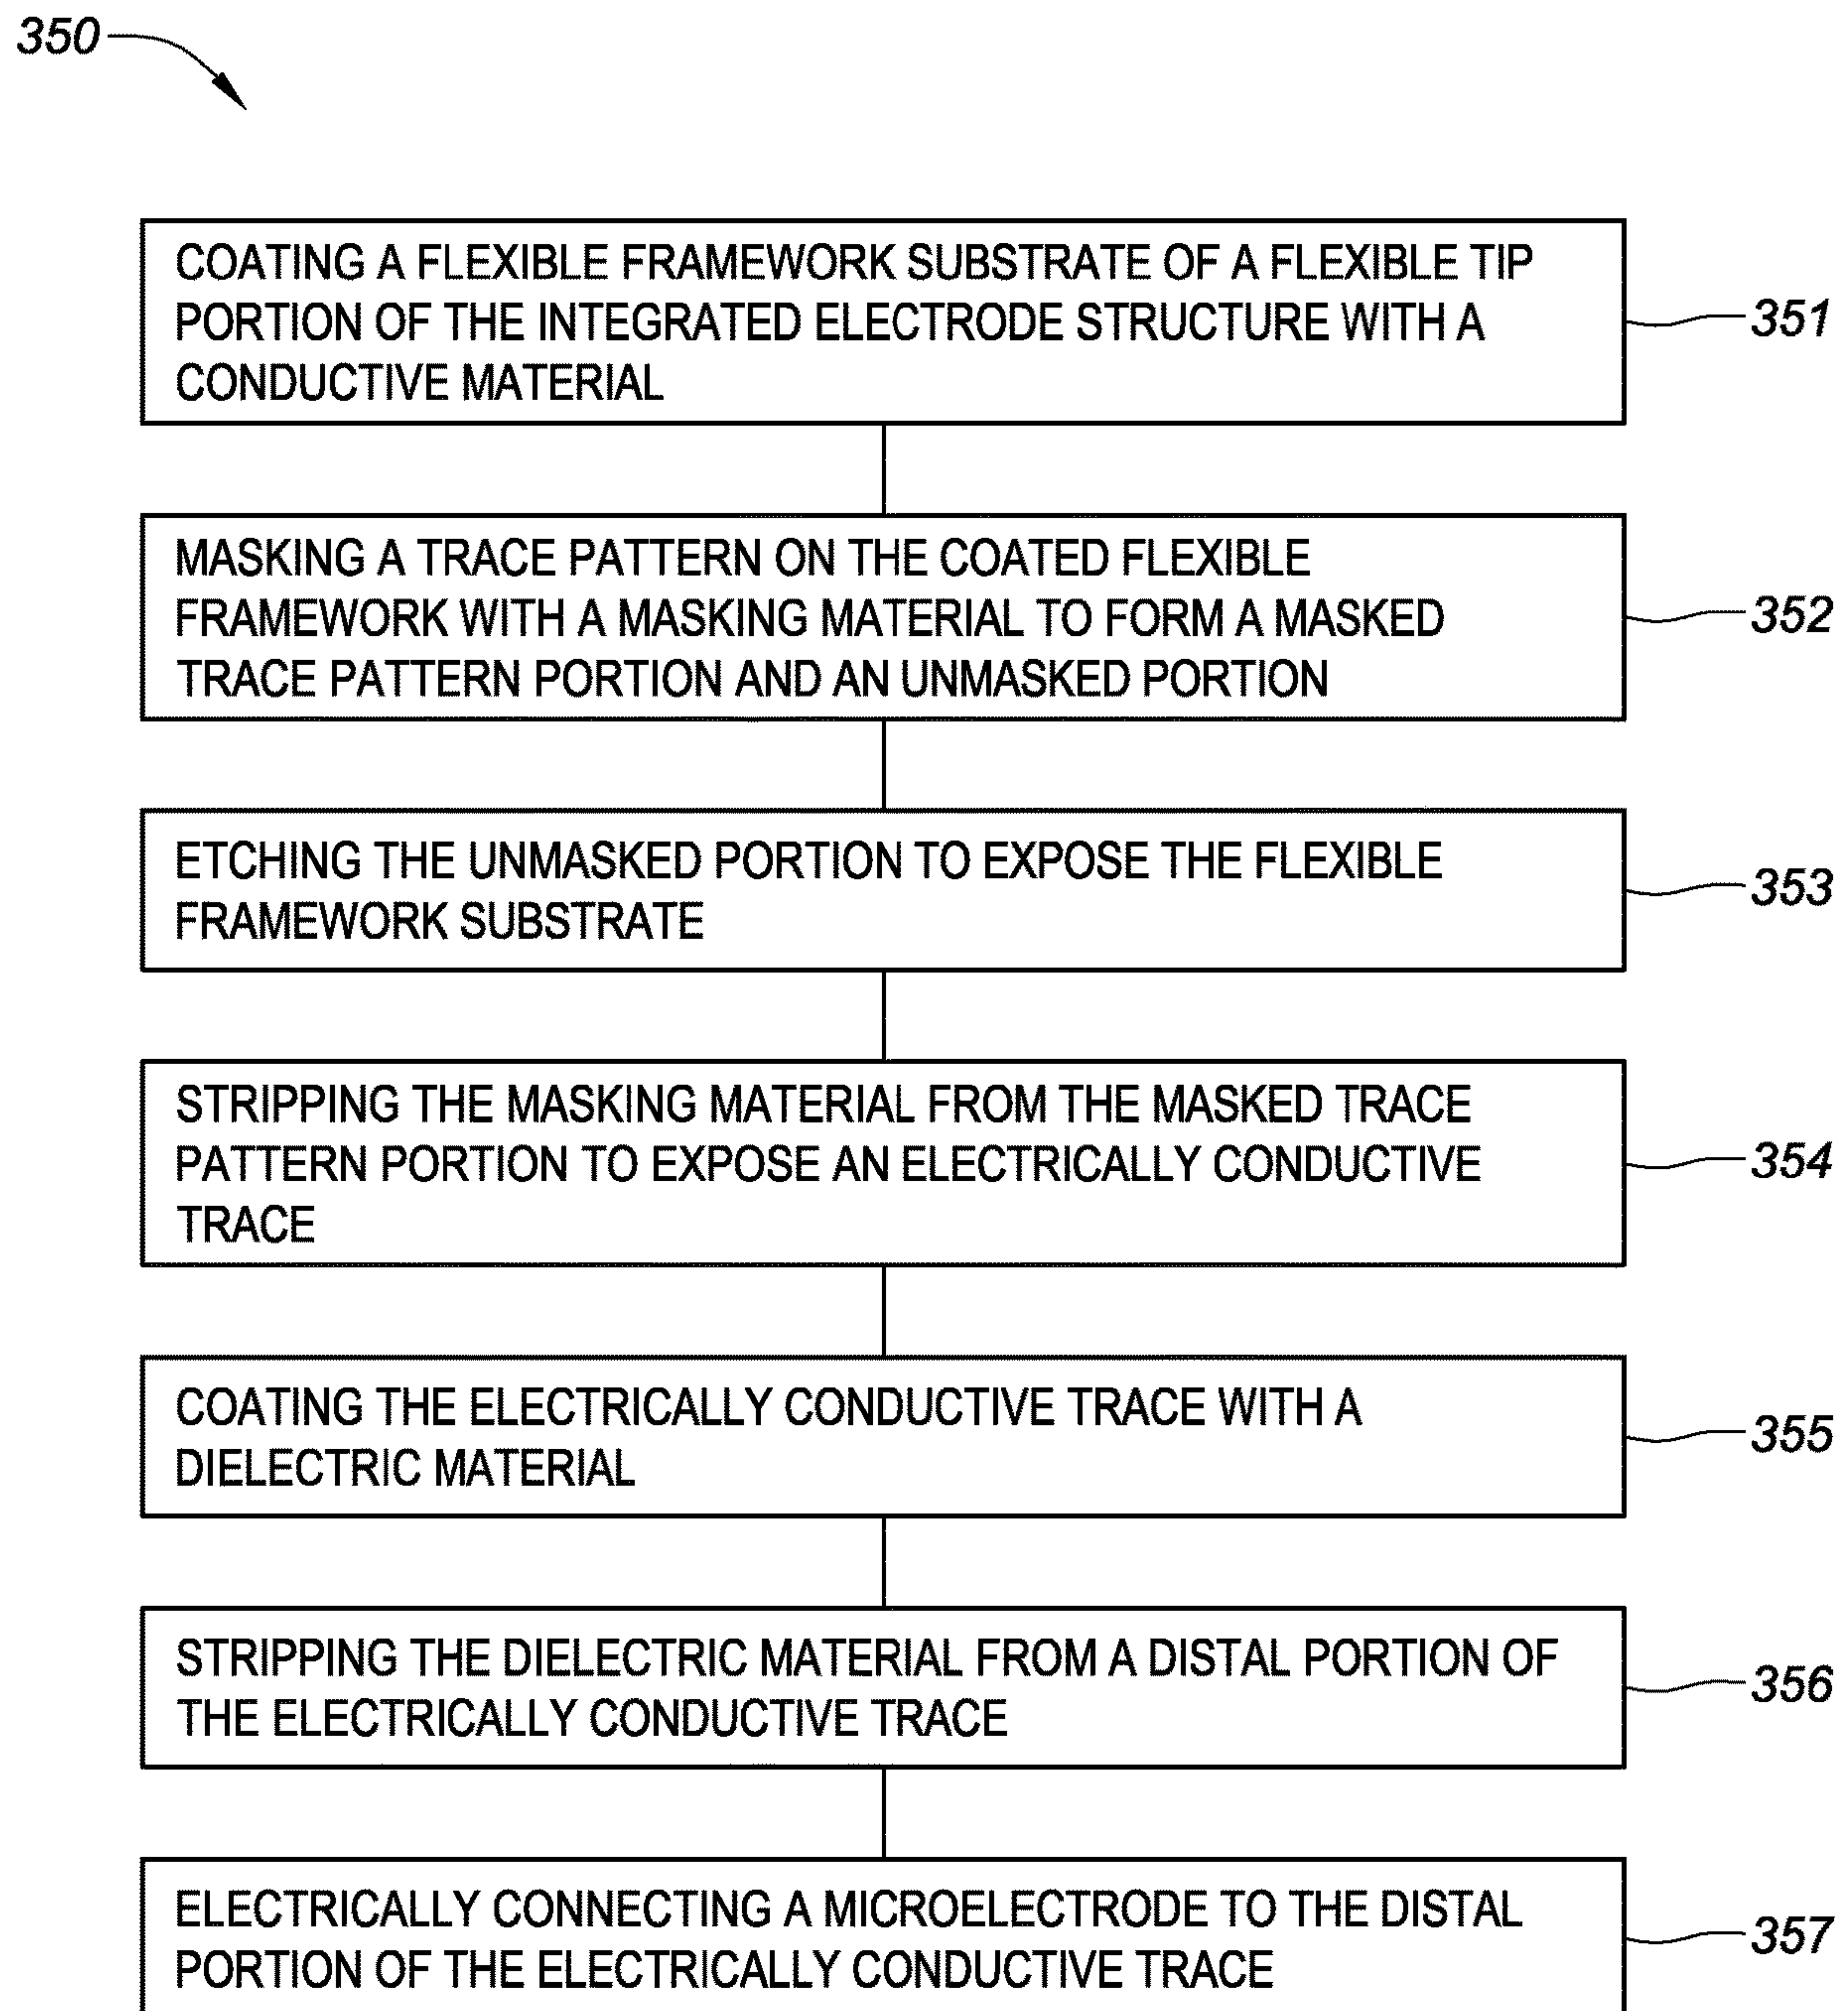 350
COATING A FLEXIBLE FRAMEWORK SUBSTRATE OF A FLEXIBLE TIP
PORTION OF THE INTEGRATED ELECTRODE STRUCTURE WITH A
CONDUCTIVE MATERIAL
351
MASKING A TRACE PATTERN ON THE COATED FLEXIBLE
FRAMEWORK WITH A MASKING MATERIAL TO FORM A MASKED
TRACE PATTERN PORTION AND AN UNMASKED PORTION
352
ETCHING THE UNMASKED PORTION TO EXPOSE THE FLEXIBLE
FRAMEWORK SUBSTRATE
353
STRIPPING THE MASKING MATERIAL FROM THE MASKED TRACE
PATTERN PORTION TO EXPOSE AN ELECTRICALLY CONDUCTIVE
TRACE
354
COATING THE ELECTRICALLY CONDUCTIVE TRACE WITH A
DIELECTRIC MATERIAL
355
STRIPPING THE DIELECTRIC MATERIAL FROM A DISTAL PORTION OF
THE ELECTRICALLY CONDUCTIVE TRACE
356
ELECTRICALLY CONNECTING A MICROELECTRODE TO THE DISTAL
PORTION OF THE ELECTRICALLY CONDUCTIVE TRACE
357